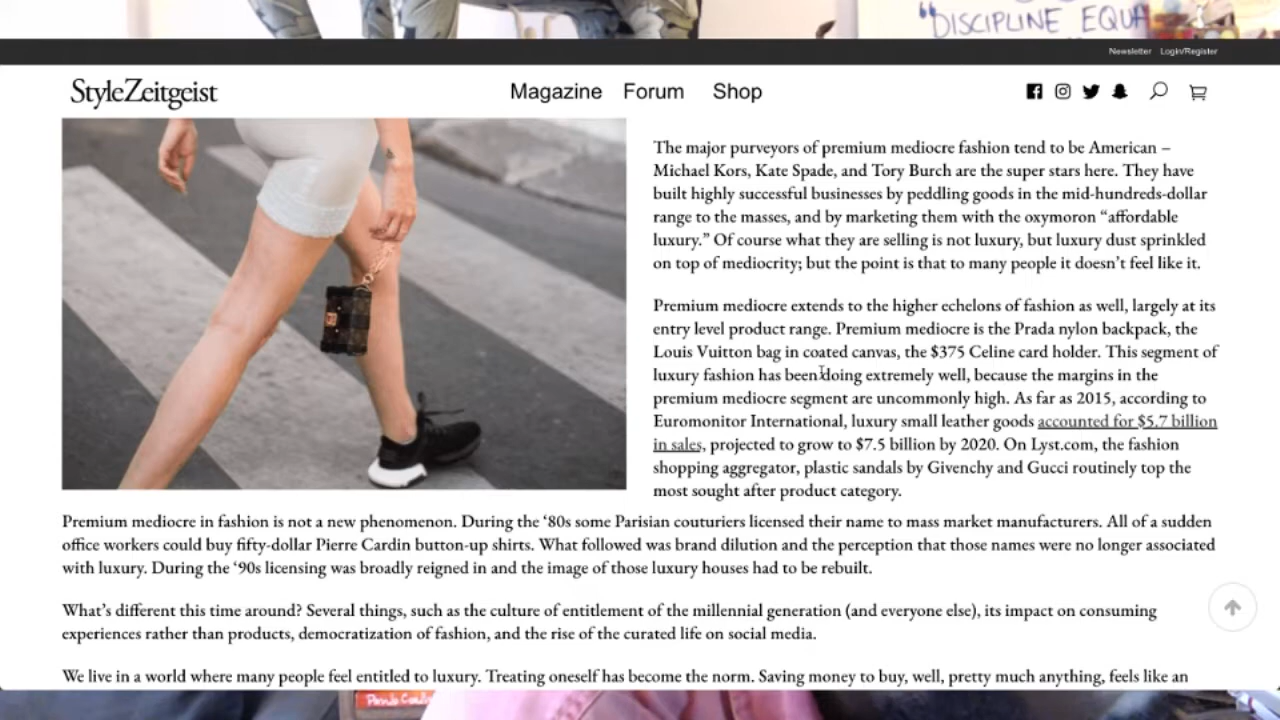 "DISCIPLINE EQUA
Newsletter Login/Register
StyleZeitgeist
Magazine Forum Shop
The major purveyors of premium mediocre fashion tend to be American –
Michael Kors, Kate Spade, and Tory Burch are the super stars here. They have
built highly successful businesses by peddling goods in the mid-hundreds-dollar
range to the masses, and by marketing them with the oxymoron “affordable
luxury.” Of course what they are selling is not luxury, but luxury dust sprinkled
on top of mediocrity; but the point is that to many people it doesn’t feel like it.
Premium mediocre extends to the higher echelons of fashion as well, largely at its
entry level product range. Premium mediocre is the Prada nylon backpack, the
Louis Vuitton bag in coated canvas, the $375 Celine card holder. This segment of
luxury fashion has been doing extremely well, because the margins in the
premium mediocre segment are uncommonly high. As far as 2015, according to
Euromonitor International, luxury small leather goods accounted for $5.7 billion
in sales, projected to grow to $7.5 billion by 2020. On Lyst.com, the fashion
shopping aggregator, plastic sandals by Givenchy and Gucci routinely top the
most sought after product category.
Premium mediocre in fashion is not a new phenomenon. During the ‘80s some Parisian couturiers licensed their name to mass market manufacturers. All of a sudden
office workers could buy fifty-dollar Pierre Cardin button-up shirts. What followed was brand dilution and the perception that those names were no longer associated
with luxury. During the ‘90s licensing was broadly reigned in and the image of those luxury houses had to be rebuilt.
What’s different this time around? Several things, such as the culture of entitlement of the millennial generation (and everyone else), its impact on consuming
experiences rather than products, democratization of fashion, and the rise of the curated life on social media.
We live in a world where many people feel entitled to luxury. Treating oneself has become the norm. Saving money to buy, well, pretty much anything, feels like an